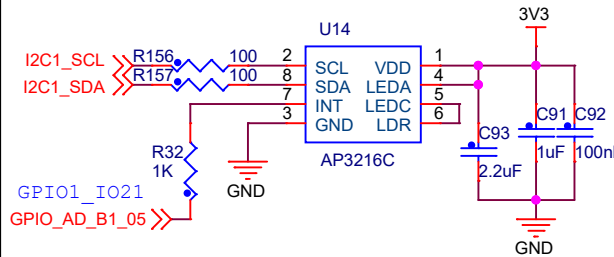 3V3
U14
I2C1_SCL R156 100 2 SCL VDD 1
I2C1_SDA R157 100 8 SDA LEDA 4
7 INT LEDC 5
3 GND LDR 6
AP3216C
R32
1K
GND
C93
2.2uF
C91
1uF
C92
GPIO1_IO21
GPIO_AD_B1_05
GND